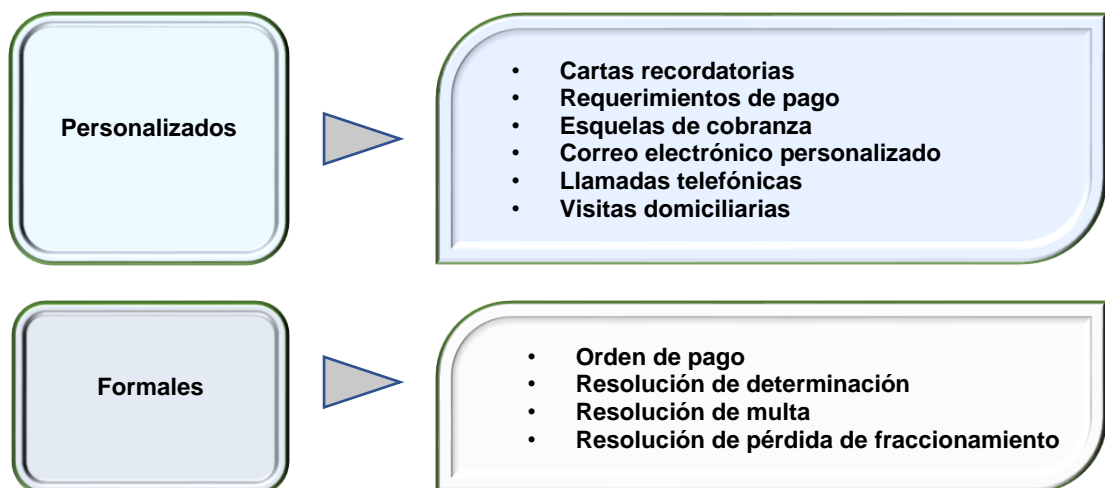 Personalizados
• Cartas recordatorias
• Requerimientos de pago
• Esquelas de cobranza
• Correo electrónico personalizado
• Llamadas telefónicas
• Visitas domiciliarias
Formales
• Orden de pago
• Resolución de determinación
• Resolución de multa
• Resolución de pérdida de fraccionamiento